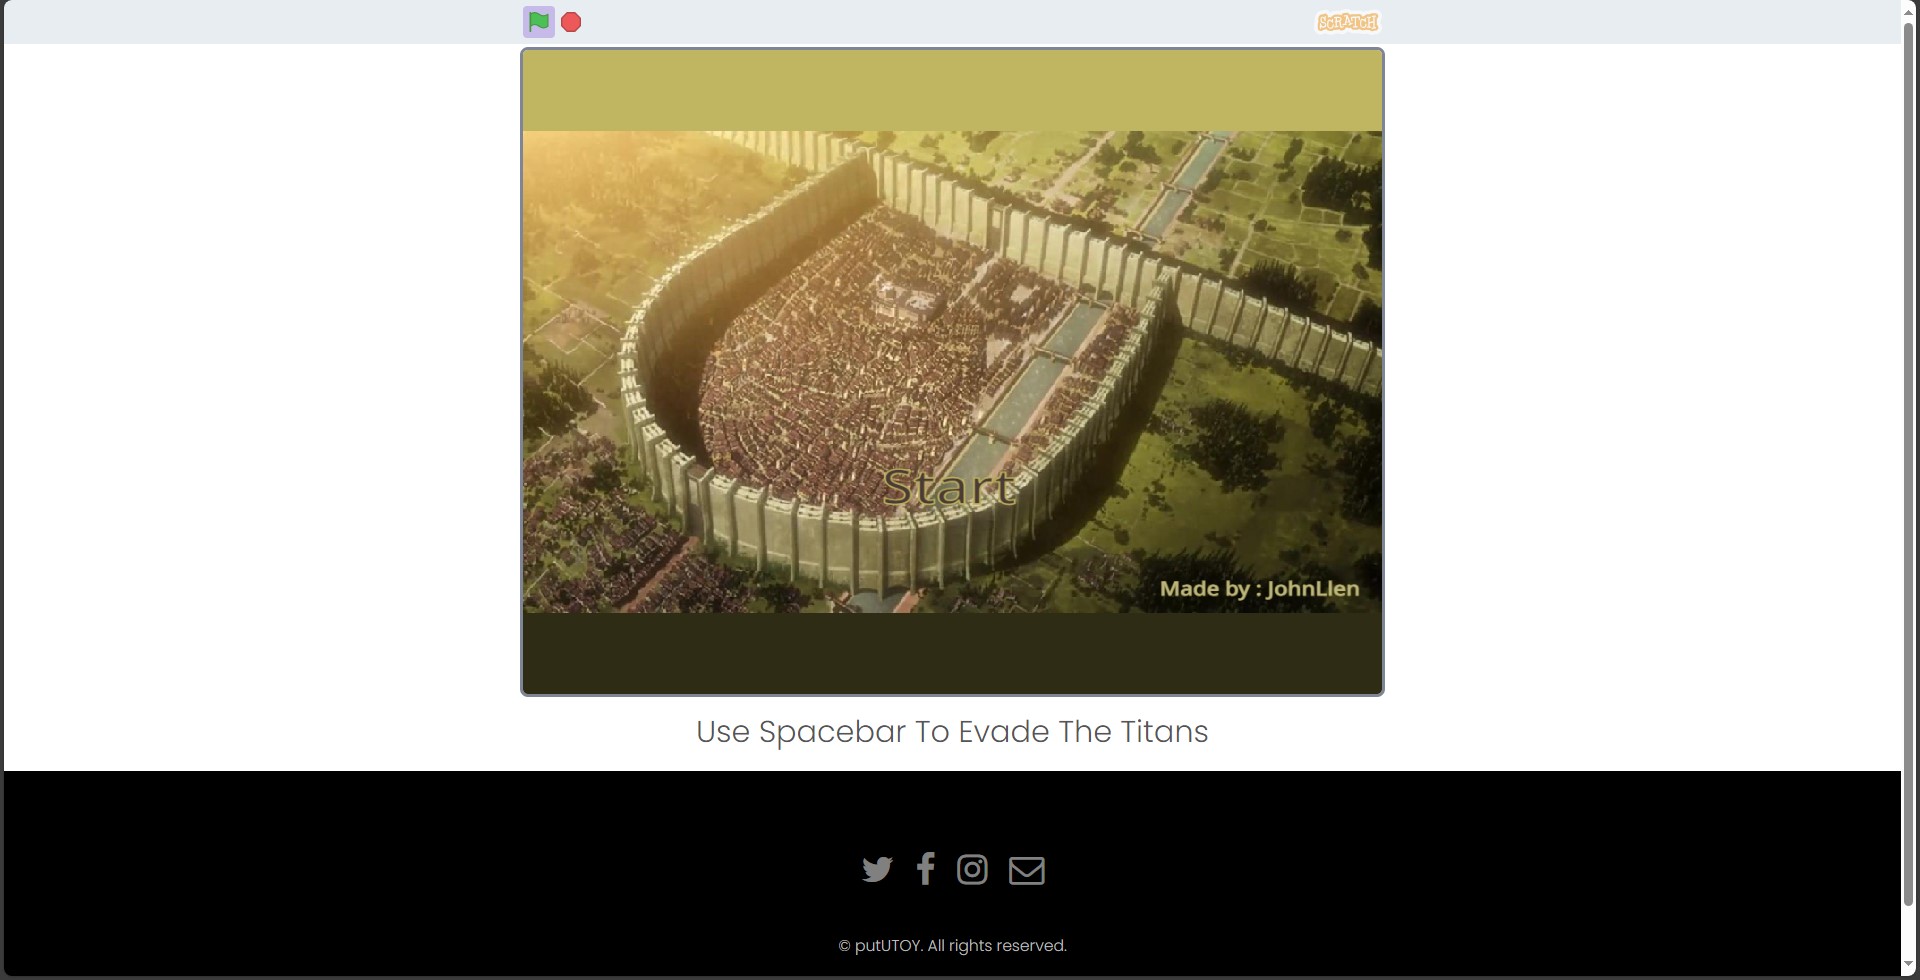 SCRATCH
Start
Made by : JohnLlen
Use Spacebar To Evade The Titans
© putUTOY. All rights reserved.